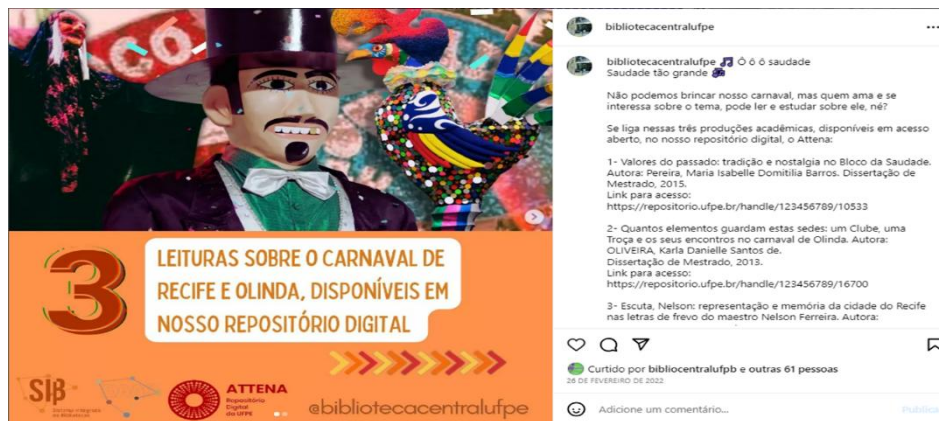 CÓ
3
LEITURAS SOBRE O CARNAVAL DE
RECIFE E OLINDA, DISPONÍVEIS EM
NOSSO REPOSITÓRIO DIGITAL
SIB
Sistema Integrado
de Bibliotecas
ATTENA
Repositório
Digital
da UFPE
@bibliotecacentralufpe
bibliotecacentralufpe
bibliotecacentralufpe 🎶 Ô ô ô saudade
Saudade tão grande
Não podemos brincar nosso carnaval, mas quem ama e se
interessa sobre o tema, pode ler e estudar sobre ele, né?
Se liga nessas três produções acadêmicas, disponíveis em acesso
aberto, no nosso repositório digital, o Attena:
1- Valores do passado: tradição e nostalgia no Bloco da Saudade.
Autora: Pereira, Maria Isabelle Domitilia Barros. Dissertação de
Mestrado, 2015.
Link para acesso:
https://repositorio.ufpe.br/handle/123456789/10533
2- Quantos elementos guardam estas sedes: um Clube, uma
Troça e os seus encontros no carnaval de Olinda. Autora:
OLIVEIRA, Karla Danielle Santos de.
Dissertação de Mestrado, 2013.
Link para acesso:
https://repositorio.ufpe.br/handle/123456789/16700
3- Escuta, Nelson: representação e memória da cidade do Recife
nas letras de frevo do maestro Nelson Ferreira. Autora:
Curtido por bibliocentralufpb e outras 61 pessoas
28 DE FEVEREIRO DE 2022
Adicione um comentário...
Publicar